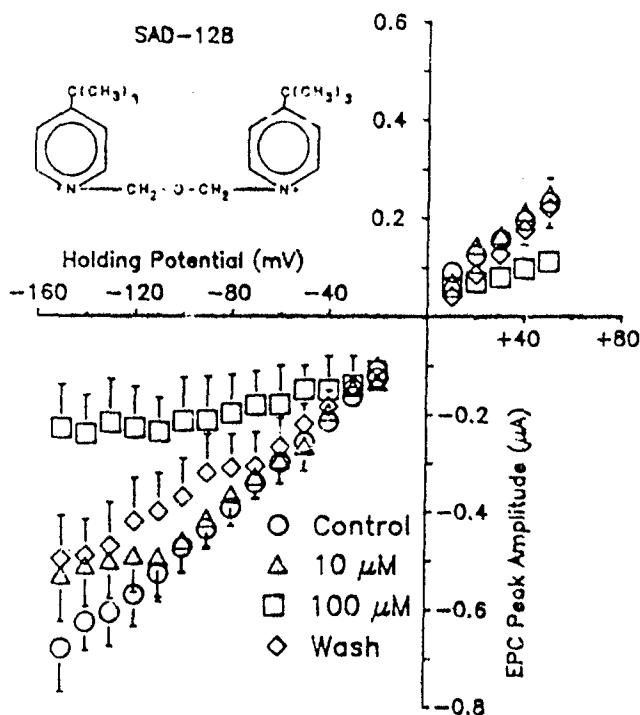 SAD-128
0.6
C(CH3)3
C(CH3)3
0.4
N
CH2
O
CH2
N+
0.2
Holding Potential (mV)
-160
-120
-80
-40
+40
+80
-0.2
-0.4
-0.6
-0.8
EPC Peak Amplitude (μA)
Control
10 μM
100 μM
Wash